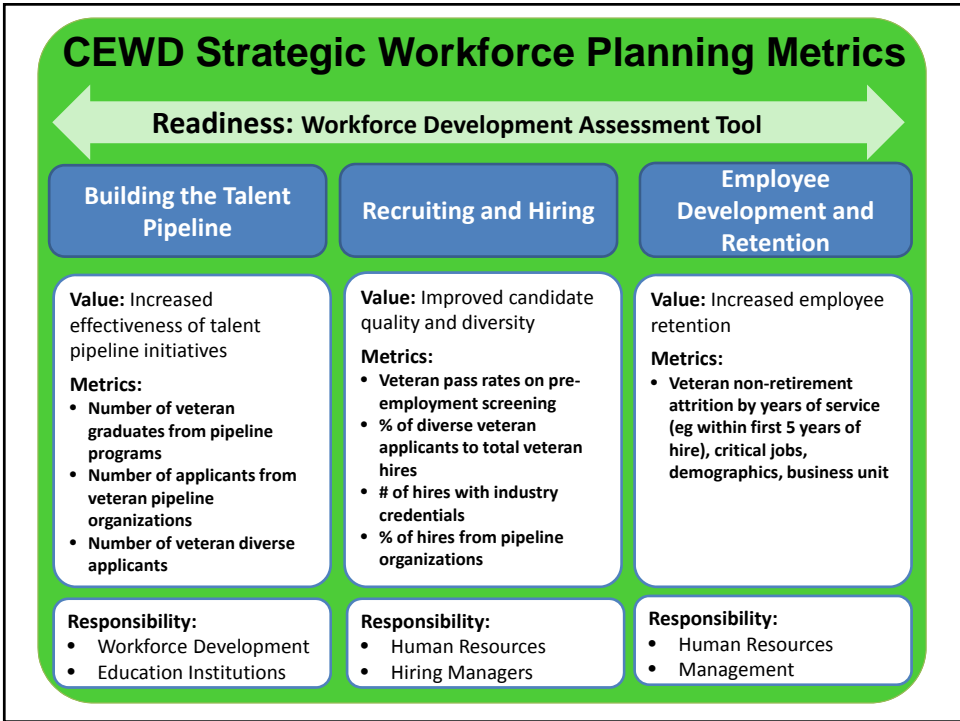 CEWD Strategic Workforce Planning Metrics
Readiness: Workforce Development Assessment Tool
Building the Talent
Pipeline
Value: Increased
effectiveness of talent
pipeline initiatives
Metrics:
• Number of veteran
graduates from pipeline
programs
• Number of applicants from
veteran pipeline
organizations
• Number of veteran diverse
applicants
Responsibility:
• Workforce Development
• Education Institutions
Recruiting and Hiring
Value: Improved candidate
quality and diversity
Metrics:
• Veteran pass rates on pre-
employment screening
• % of diverse veteran
applicants to total veteran
hires
• # of hires with industry
credentials
• % of hires from pipeline
organizations
Responsibility:
• Human Resources
• Hiring Managers
Employee
Development and
Retention
Value: Increased employee
retention
Metrics:
• Veteran non-retirement
attrition by years of service
(eg within first 5 years of
hire), critical jobs,
demographics, business unit
Responsibility:
• Human Resources
• Management